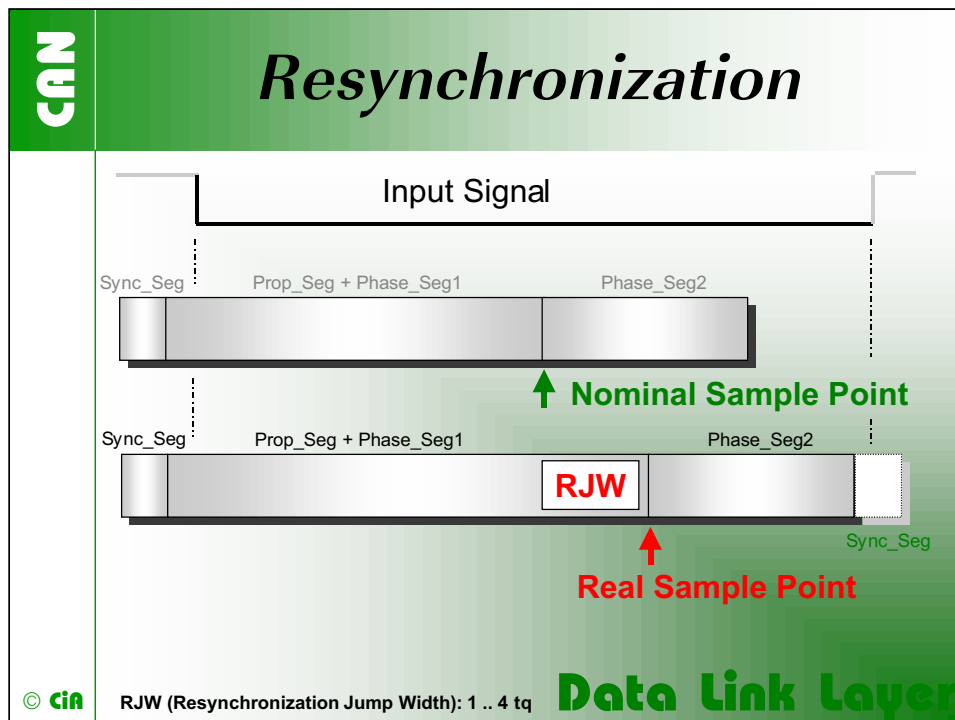 CAN
Resynchronization
Input Signal
Sync_Seg Prop_Seg + Phase_Seg1 Phase_Seg2
Nominal Sample Point
Sync_Seg Prop_Seg + Phase_Seg1 Phase_Seg2
RJW
Sync_Seg
Real Sample Point
© CiA RJW (Resynchronization Jump Width): 1 .. 4 tq Data Link Layer